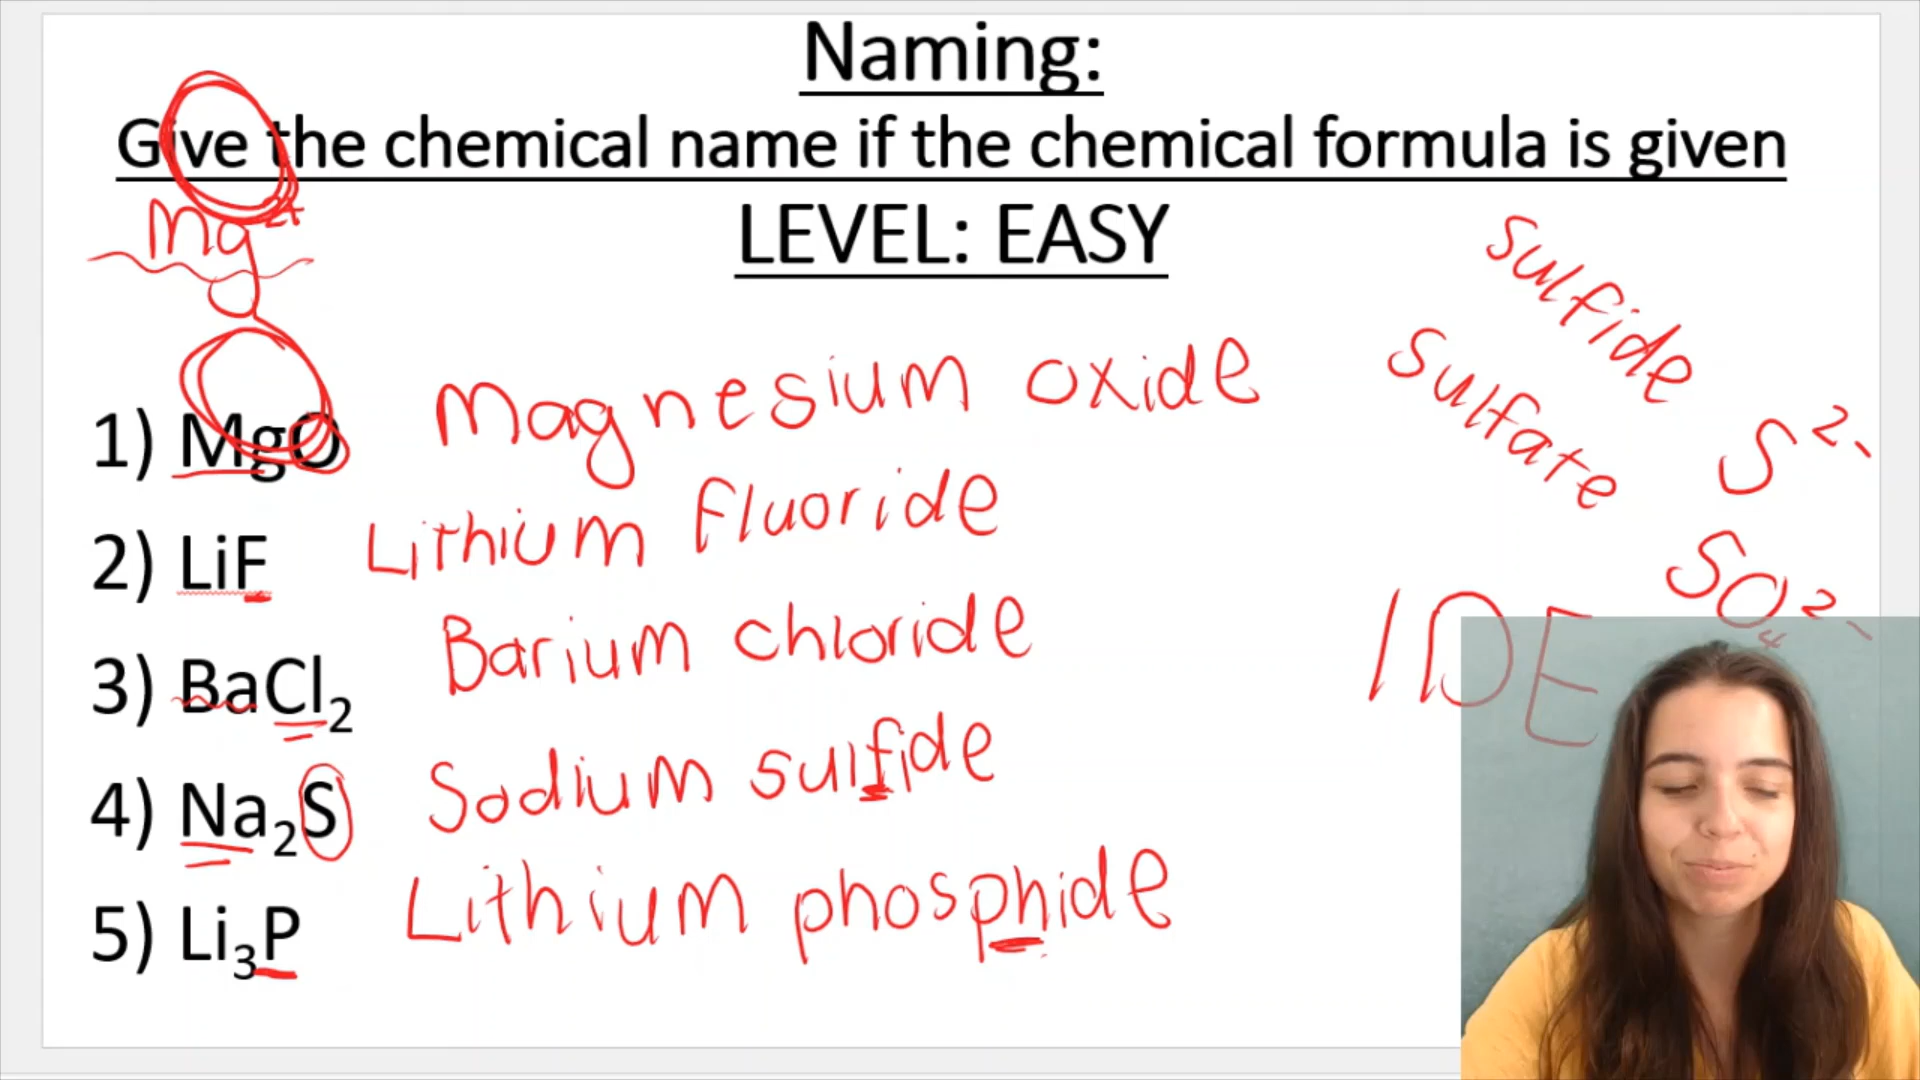 Naming:
Give the chemical name if the chemical formula is given
LEVEL: EASY
Mg²⁺
1) MgO Magnesium oxide
2) LiF Lithium fluoride
3) BaCl₂ Barium chloride
4) Na₂S Sodium sulfide
5) Li₃P Lithium phosphide
sulfide
sulfate
S²⁻
SO₄²⁻
IDE